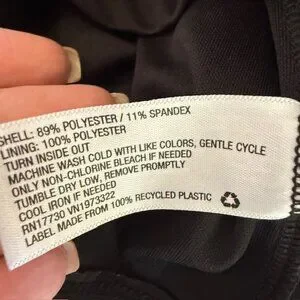 SHELL: 89% POLYESTER / 11% SPANDEX
LINING: 100% POLYESTER
TURN INSIDE OUT
MACHINE WASH COLD WITH LIKE COLORS, GENTLE CYCLE
ONLY NON-CHLORINE BLEACH IF NEEDED
TUMBLE DRY LOW, REMOVE PROMPTLY
COOL IRON IF NEEDED
RN17730 VN1973322
LABEL MADE FROM 100% RECYCLED PLASTIC